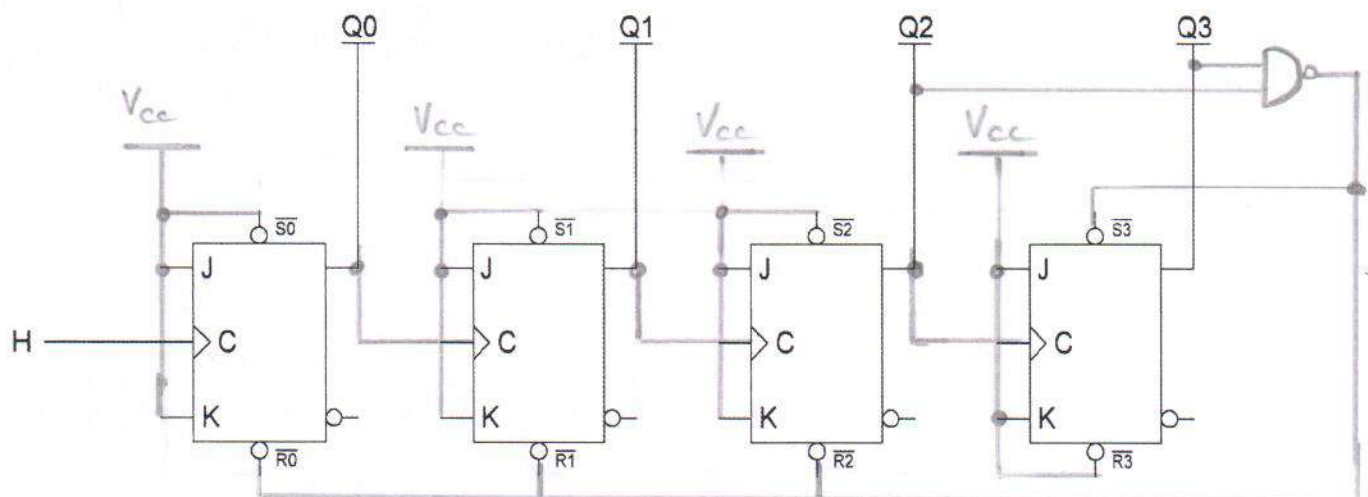 Q0 Q1 Q2 Q3
Vcc Vcc Vcc Vcc
S0 S1 S2 S3
J J J J
H C C C C
K K K K
R0 R1 R2 R3